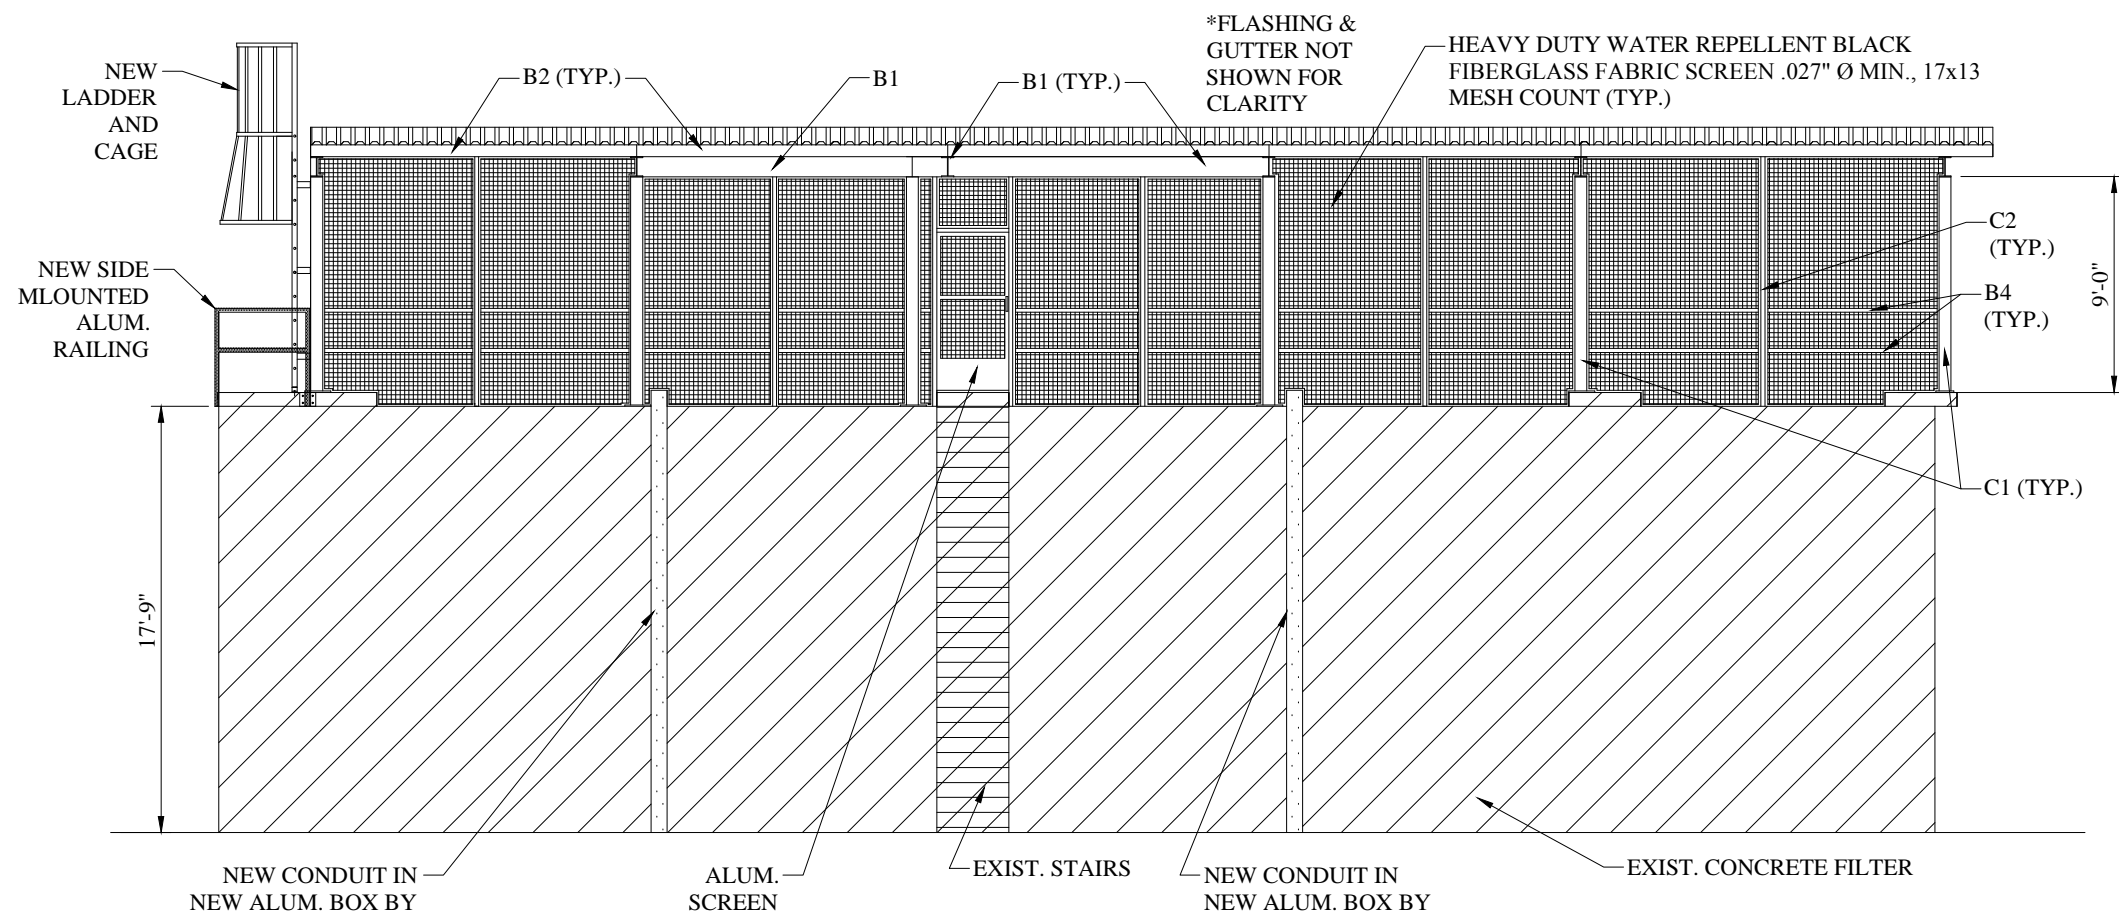 *FLASHING &
GUTTER NOT
SHOWN FOR
CLARITY
HEAVY DUTY WATER REPELLENT BLACK
FIBERGLASS FABRIC SCREEN .027" Ø MIN., 17x13
MESH COUNT (TYP.)
NEW
LADDER
AND
CAGE
B2 (TYP.)
B1
B1 (TYP.)
C2
(TYP.)
NEW SIDE
MLOUNTED
ALUM.
RAILING
B4
(TYP.)
9'-0"
C1 (TYP.)
17'-9"
NEW CONDUIT IN
NEW ALUM. BOX BY
ALUM.
SCREEN
EXIST. STAIRS
NEW CONDUIT IN
NEW ALUM. BOX BY
EXIST. CONCRETE FILTER